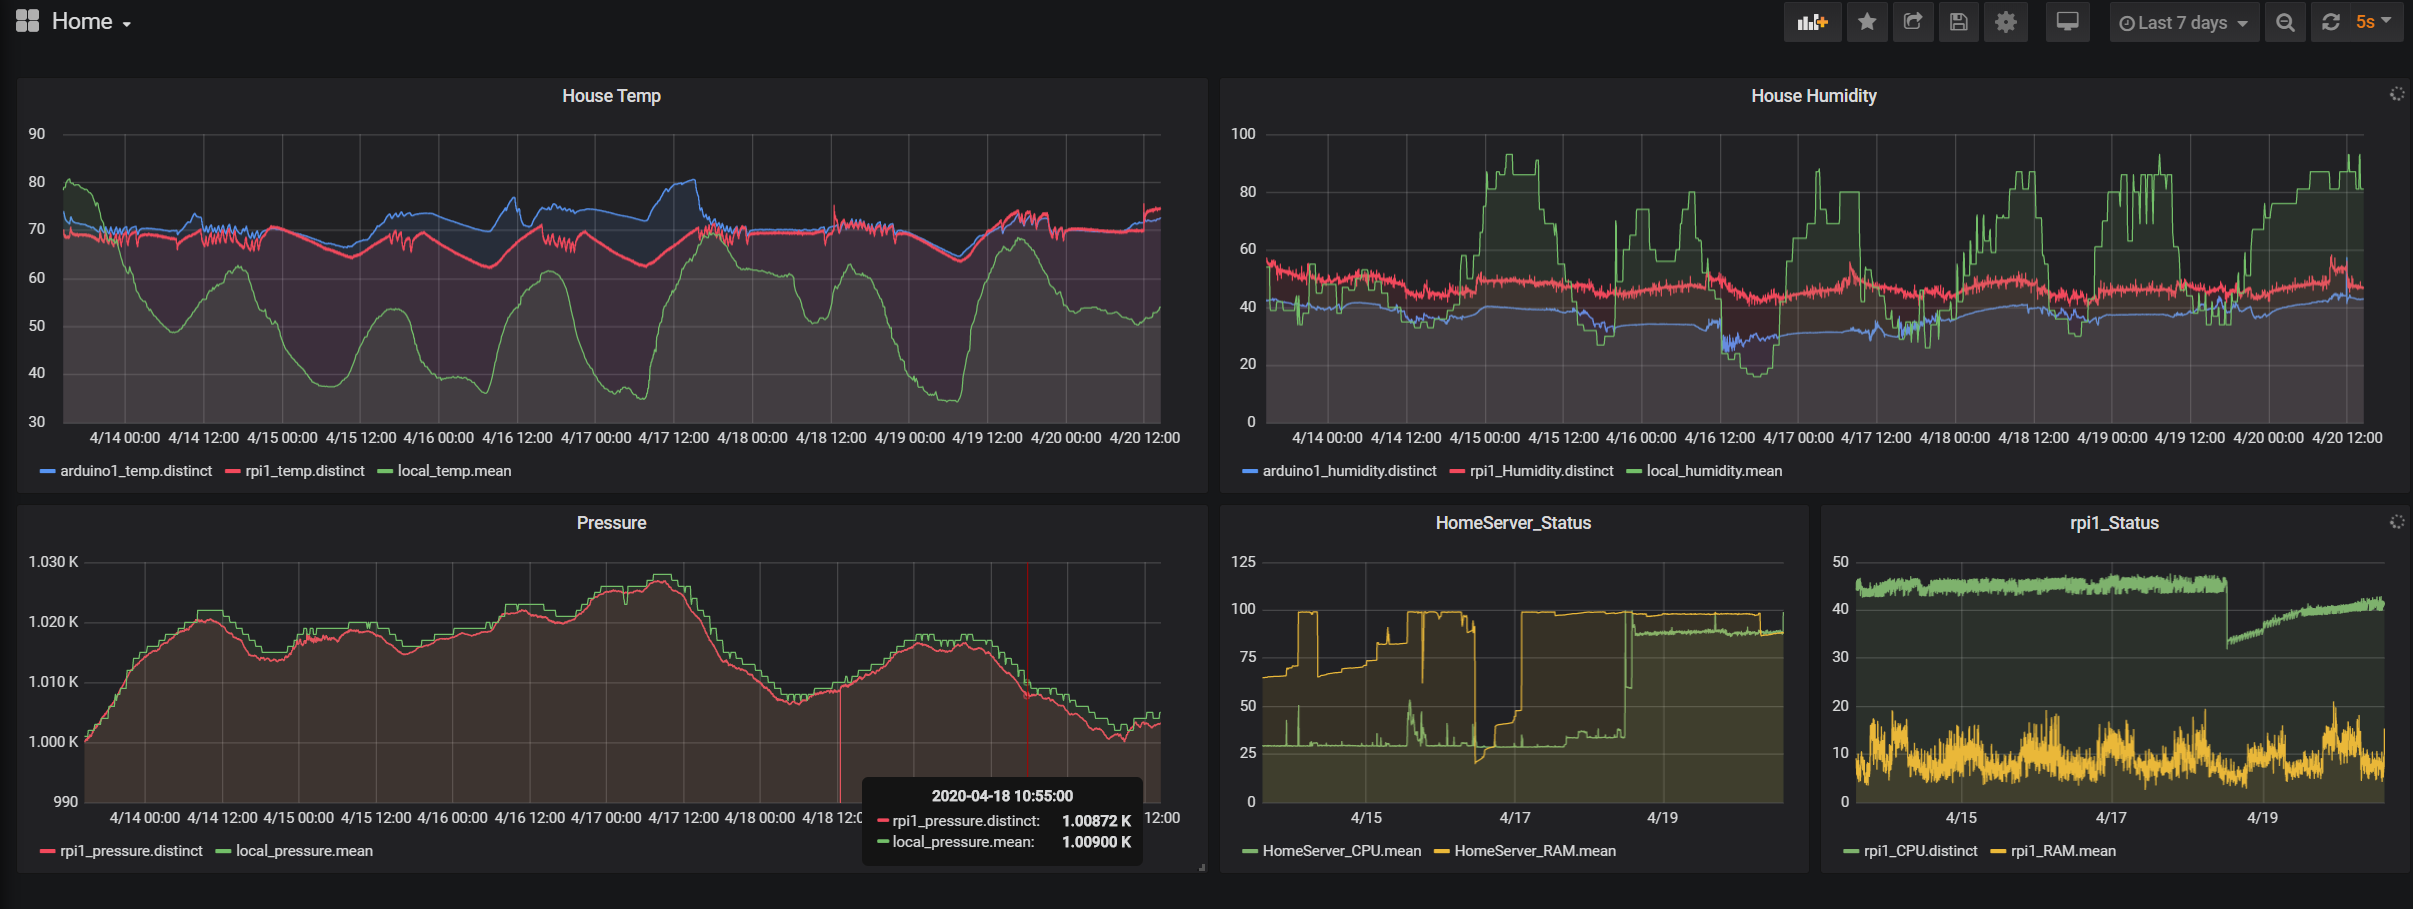 Home
Last 7 days
5s
House Temp
90
80
70
60
50
40
30
4/14 00:00 4/14 12:00 4/15 00:00 4/15 12:00 4/16 00:00 4/16 12:00 4/17 00:00 4/17 12:00 4/18 00:00 4/18 12:00 4/19 00:00 4/19 12:00 4/20 00:00 4/20 12:00
arduino1_temp.distinct rpi1_temp.distinct local_temp.mean
House Humidity
100
80
60
40
20
0
4/14 00:00 4/14 12:00 4/15 00:00 4/15 12:00 4/16 00:00 4/16 12:00 4/17 00:00 4/17 12:00 4/18 00:00 4/18 12:00 4/19 00:00 4/19 12:00 4/20 00:00 4/20 12:00
arduino1_humidity.distinct rpi1_Humidity.distinct local_humidity.mean
Pressure
1.030 K
1.020 K
1.010 K
1.000 K
990
4/14 00:00 4/14 12:00 4/15 00:00 4/15 12:00 4/16 00:00 4/16 12:00 4/17 00:00 4/17 12:00 4/18 00:00 4/18 12:0 12:00
2020-04-18 10:55:00
rpi1_pressure.distinct: 1.00872 K
local_pressure.mean: 1.00900 K
rpi1_pressure.distinct local_pressure.mean
HomeServer_Status
125
100
75
50
25
0
4/15 4/17 4/19
HomeServer_CPU.mean HomeServer_RAM.mean
rpi1_Status
50
40
30
20
10
0
4/15 4/17 4/19
rpi1_CPU.distinct rpi1_RAM.mean